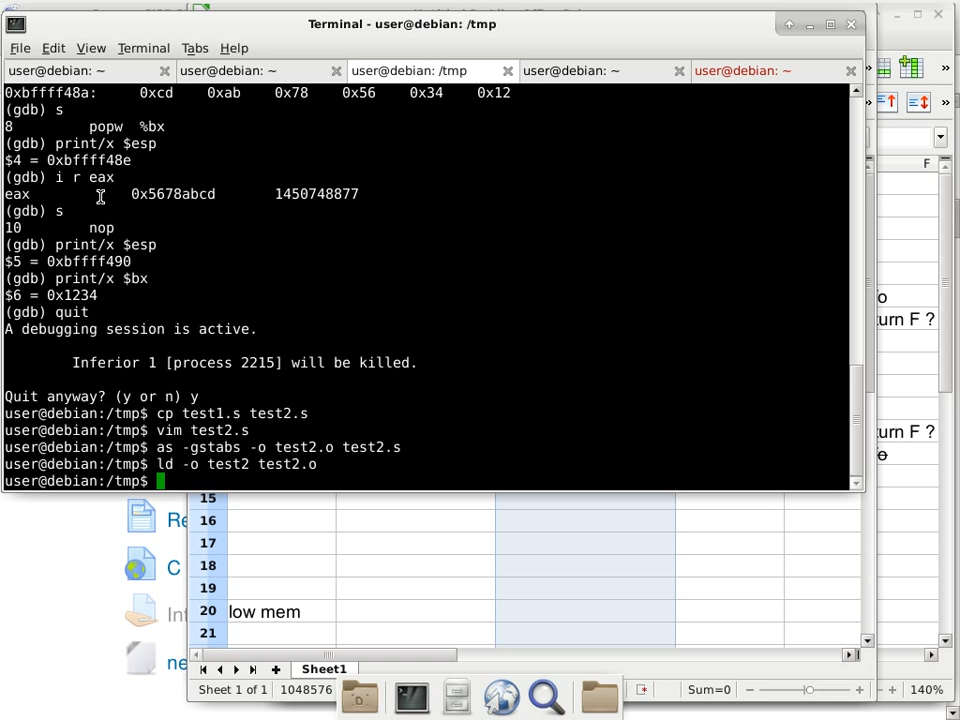 Terminal - user@debian: /tmp
File Edit View Terminal Tabs Help
user@debian: ~ user@debian: ~ user@debian: /tmp user@debian: ~ user@debian: ~
0xbffff48a: 0xcd 0xab 0x78 0x56 0x34 0x12
(gdb) s
8 popw %bx
(gdb) print/x $esp
$4 = 0xbffff48e
(gdb) i r eax
eax 0x5678abcd 1450748877
(gdb) s
10 nop
(gdb) print/x $esp
$5 = 0xbffff490
(gdb) print/x $bx
$6 = 0x1234
(gdb) quit
A debugging session is active.
Inferior 1 [process 2215] will be killed.
Quit anyway? (y or n) y
user@debian:/tmp$ cp test1.s test2.s
user@debian:/tmp$ vim test2.s
user@debian:/tmp$ as -gstabs -o test2.o test2.s
user@debian:/tmp$ ld -o test2 test2.o
user@debian:/tmp$
F
urn F ?
urn F ?
15
16
17
18
19
20 low mem
21
Re
C
Int
ne
Sheet1
Sheet 1 of 1 1048576 Sum=0 140%